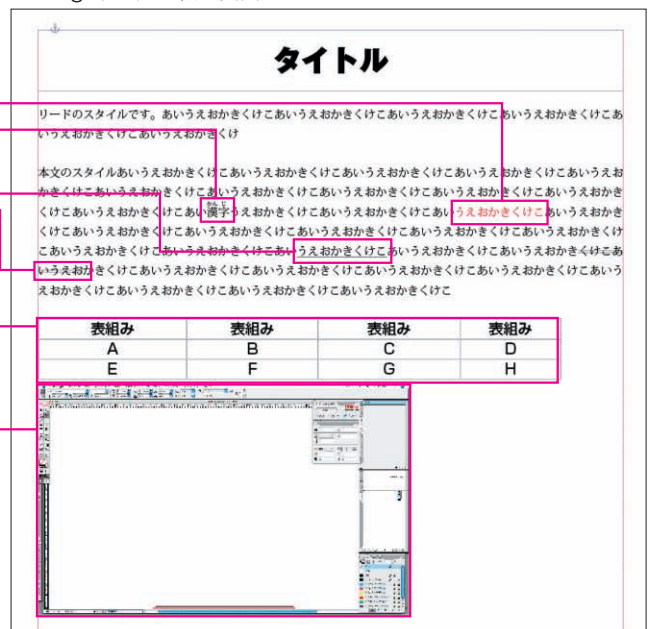 タイトル
リードのスタイルです。あいうえおかきくけこあいうえおかきくけこあいうえおかきくけこあいうえおかきくけこあ
いうえおかきくけこあいうえおかきくけ
本文のスタイルあいうえおかきくけこあいうえおかきくけこあいうえおかきくけこあいうえおかきくけこあいうえお
かきくけこあいうえおかきくけこあいうえおかきくけこあいうえおかきくけこあいうえおかきくけこあいうえおかき
くけこあいうえおかきくけこあい漢字うえおかきくけこあいうえおかきくけこあいうえおかきくけこあいうえおかき
くけこあいうえおかきくけこあいうえおかきくけこあいうえおかきくけこあいうえおかきくけこあいうえおかきくけ
こあいうえおかきくけこあいうえおかきくけこあいうえおかきくけこあいうえおかきくけこあいうえおかきくけこあ
いうえおかきくけこあいうえおかきくけこあいうえおかきくけこあいうえおかきくけこあいうえおかきくけこあいう
えおかきくけこあいうえおかきくけこあいうえおかきくけこあいうえおかきくけこ
表組み 表組み 表組み 表組み
A B C D
E F G H